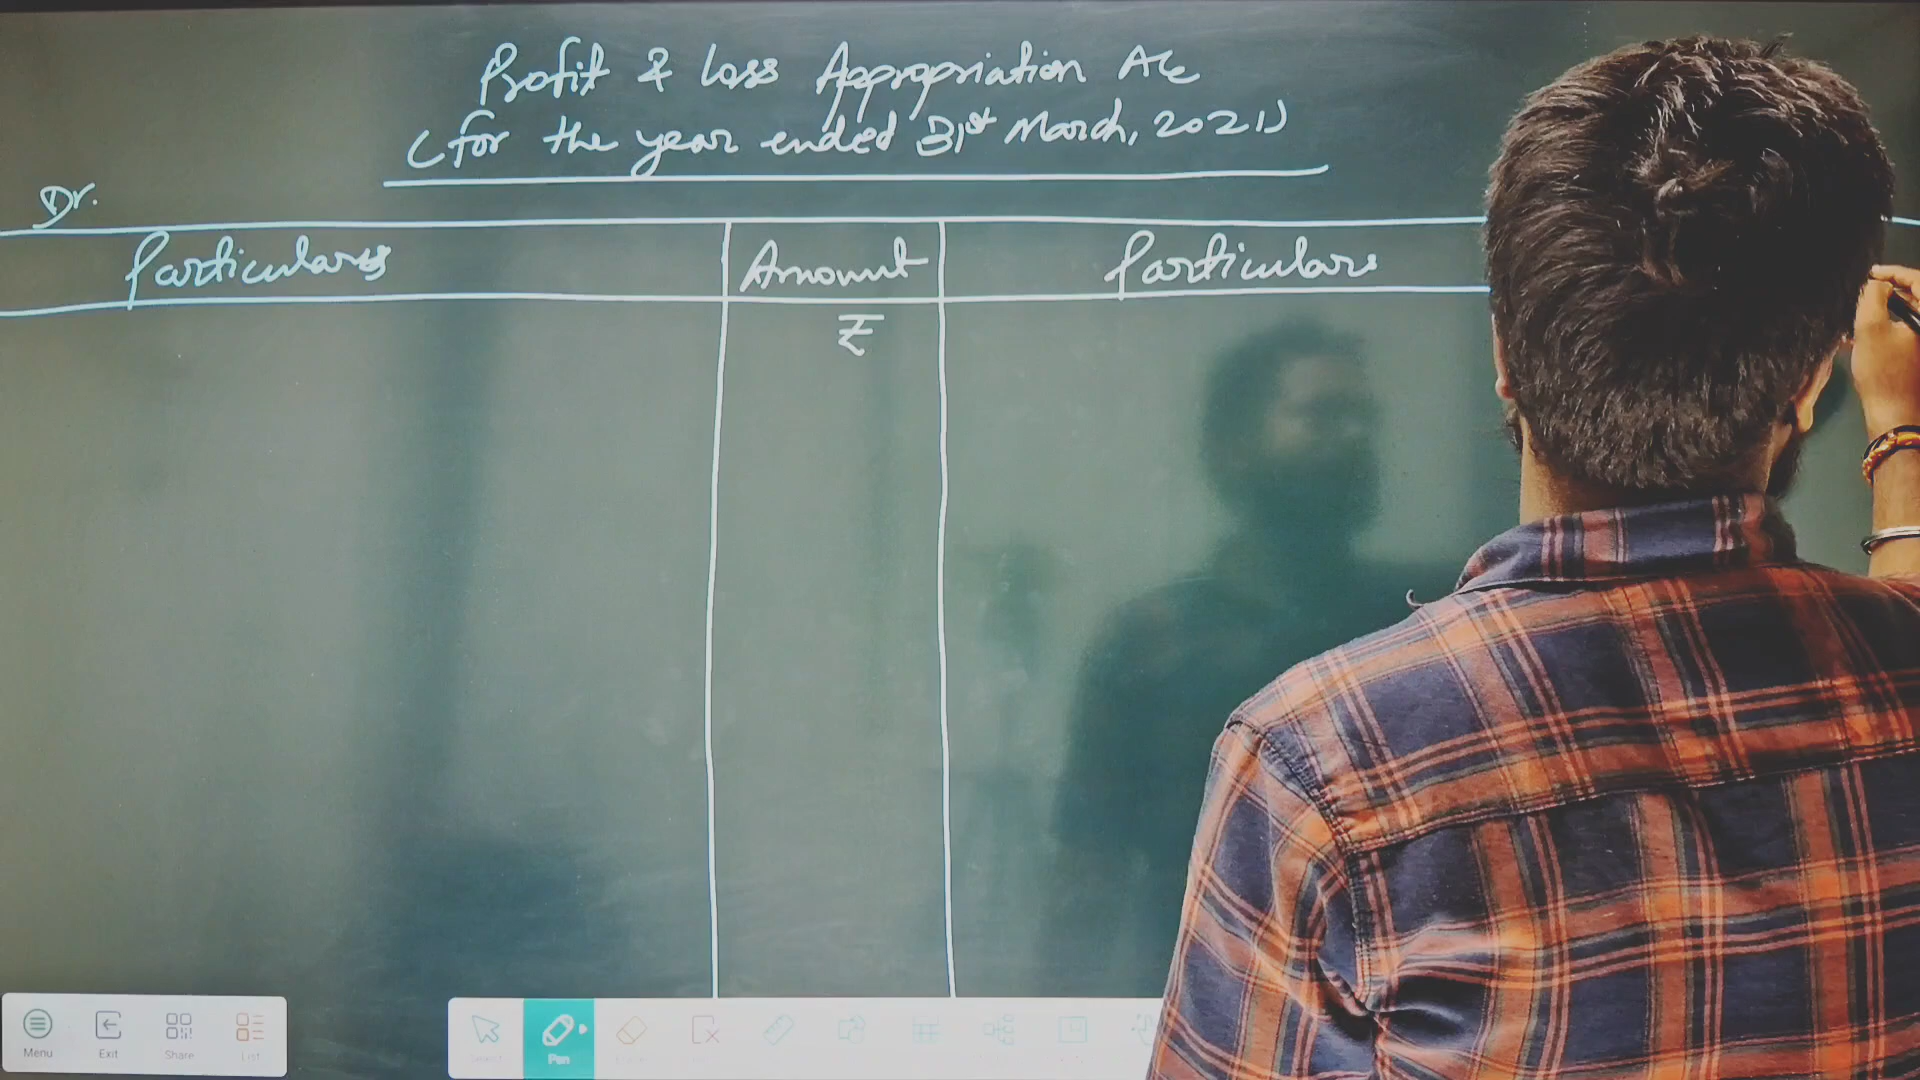 Profit & Loss Appropriation A/c
(for the year ended 31st March, 2021)
Dr.
Particulars Amount Particulars
₹
Menu Exit Share List
Pen